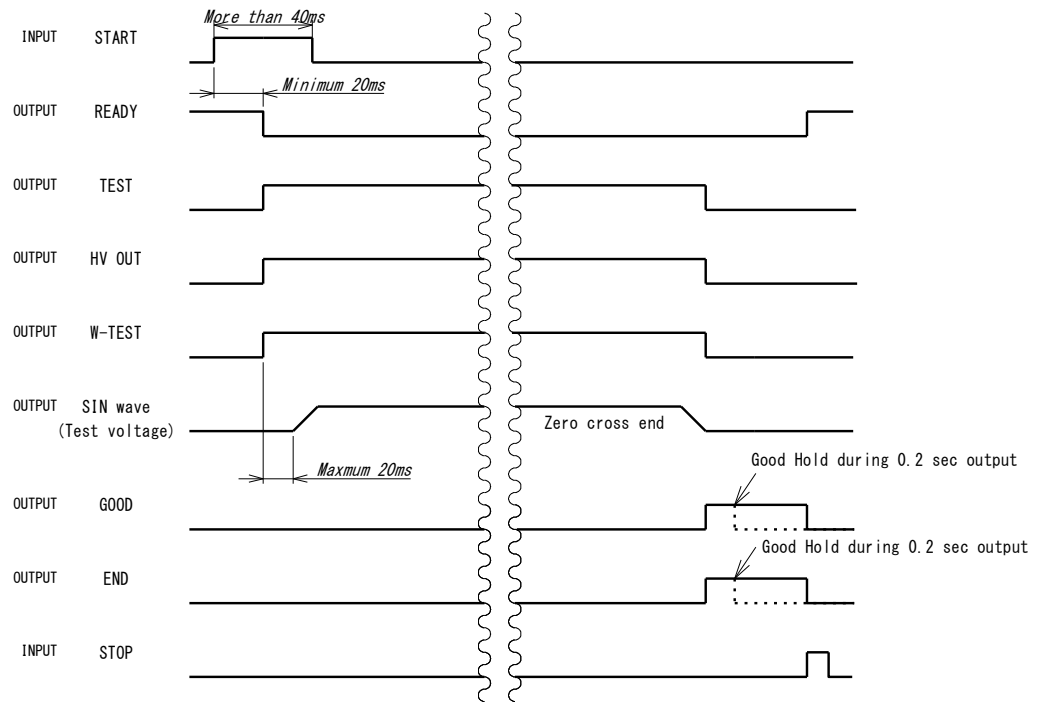 More than 40ms
INPUT START
Minimum 20ms
OUTPUT READY
OUTPUT TEST
OUTPUT HV OUT
OUTPUT W-TEST
OUTPUT SIN wave
(Test voltage)
Zero cross end
Maxmum 20ms
Good Hold during 0.2 sec output
OUTPUT GOOD
Good Hold during 0.2 sec output
OUTPUT END
INPUT STOP